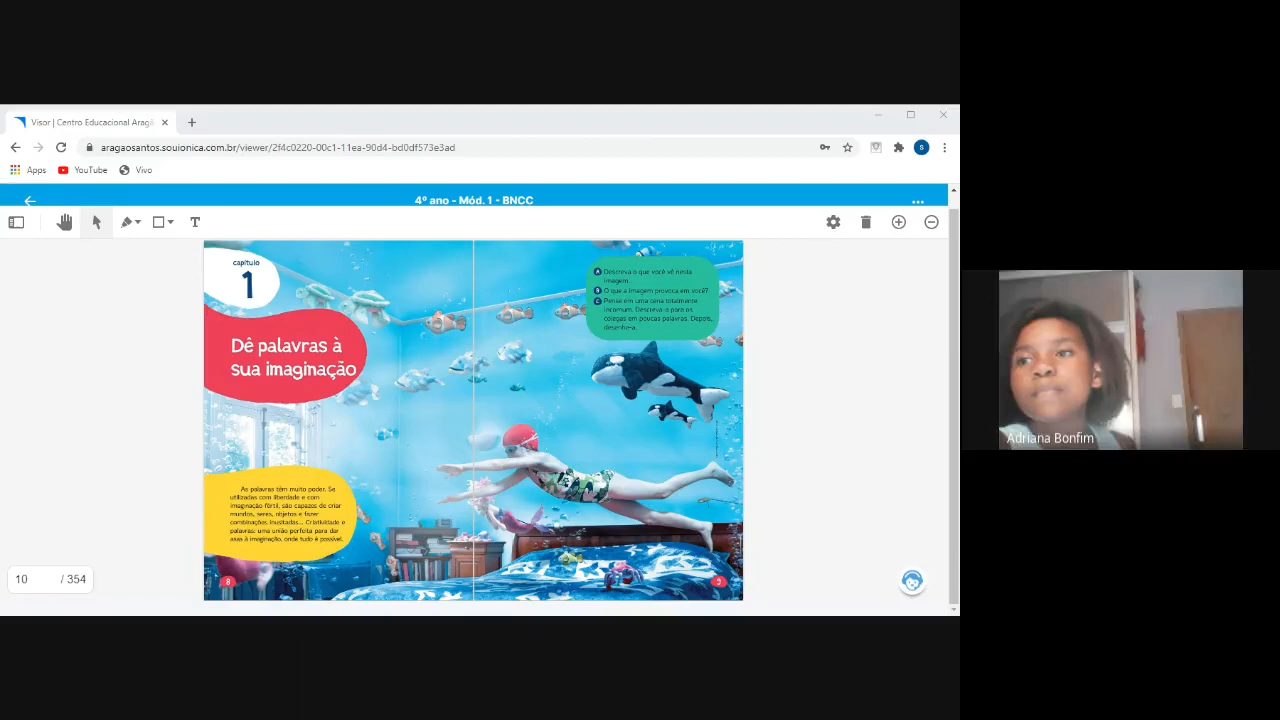 Visor | Centro Educacional Arag
aragaosantos.souionica.com.br/viewer/2f4c0220-00c1-11ea-90d4-bd0df573e3ad
S
Apps
YouTube
Vivo
4º ano - Mód. 1 - BNCC
T
capítulo
1
Dê palavras à
sua imaginação
As palavras têm muito poder. Se
utilizadas com liberdade e com
imaginação fértil, são capazes de criar
mundos, seres, objetos e fazer
combinações inusitadas... Criatividade e
palavras: uma união perfeita para dar
asas à imaginação, onde tudo é possível.
8
A Descreva o que você vê nesta
imagem.
B O que a imagem provoca em você?
C Pense em uma cena totalmente
incomum. Descreva-a para os
colegas em poucas palavras. Depois,
desenhe-a.
9
10 / 354
Adriana Bonfim